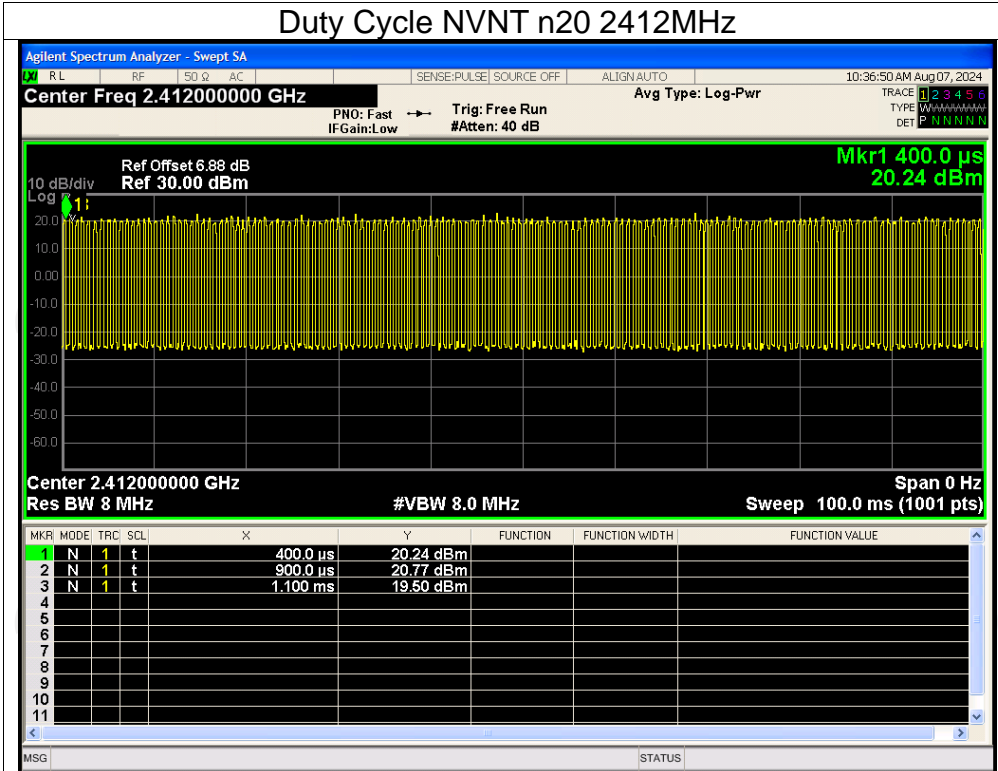 Duty Cycle NVNT n20 2412MHz
Agilent Spectrum Analyzer - Swept SA
LXI RL RF 50 Ω AC SENSE:PULSE SOURCE OFF ALIGN AUTO 10:36:50 AM Aug 07, 2024
Center Freq 2.412000000 GHz Avg Type: Log-Pwr TRACE 1 2 3 4 5 6
PNO: Fast Trig: Free Run TYPE WWWWWW
IFGain:Low #Atten: 40 dB DET P N N N N N
Mkr1 400.0 µs
Ref Offset 6.88 dB
10 dB/div Ref 30.00 dBm 20.24 dBm
Log
1
20.0
10.0
0.00
-10.0
-20.0
-30.0
-40.0
-50.0
-60.0
Center 2.412000000 GHz Span 0 Hz
Res BW 8 MHz #VBW 8.0 MHz Sweep 100.0 ms (1001 pts)
MKR MODE TRC SCL X Y FUNCTION FUNCTION WIDTH FUNCTION VALUE
1 N 1 t 400.0 µs 20.24 dBm
2 N 1 t 900.0 µs 20.77 dBm
3 N 1 t 1.100 ms 19.50 dBm
4
5
6
7
8
9
10
11
MSG STATUS